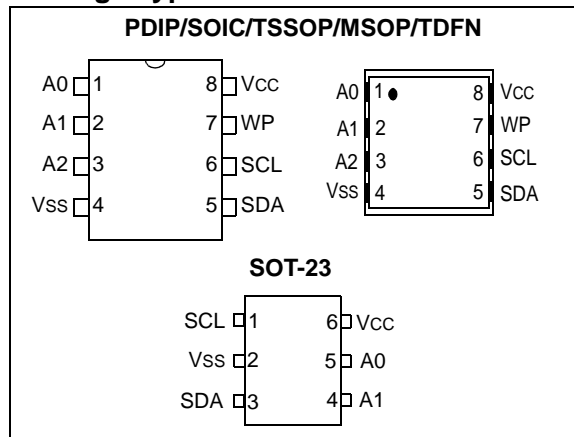 PDIP/SOIC/TSSOP/MSOP/TDFN
A0 1 8 VCC
A1 2 7 WP
A2 3 6 SCL
VSS 4 5 SDA
A0 1 8 VCC
A1 2 7 WP
A2 3 6 SCL
VSS 4 5 SDA
SOT-23
SCL 1 6 VCC
VSS 2 5 A0
SDA 3 4 A1